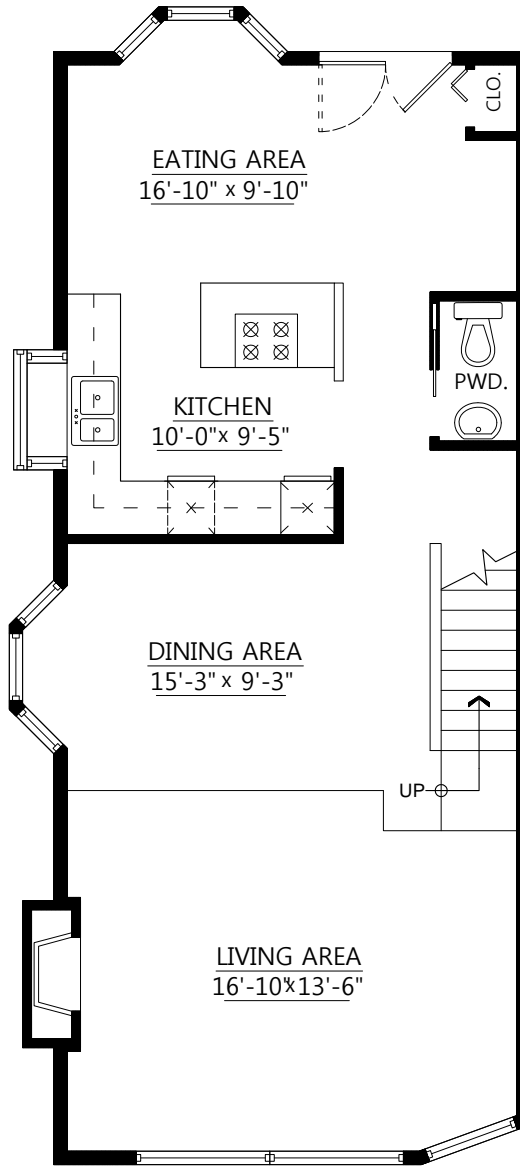 CLO.
EATING AREA
16'-10" x 9'-10"
PWD.
KITCHEN
10'-0"x 9'-5"
DINING AREA
15'-3" x 9'-3"
UP
LIVING AREA
16'-10"x13'-6"